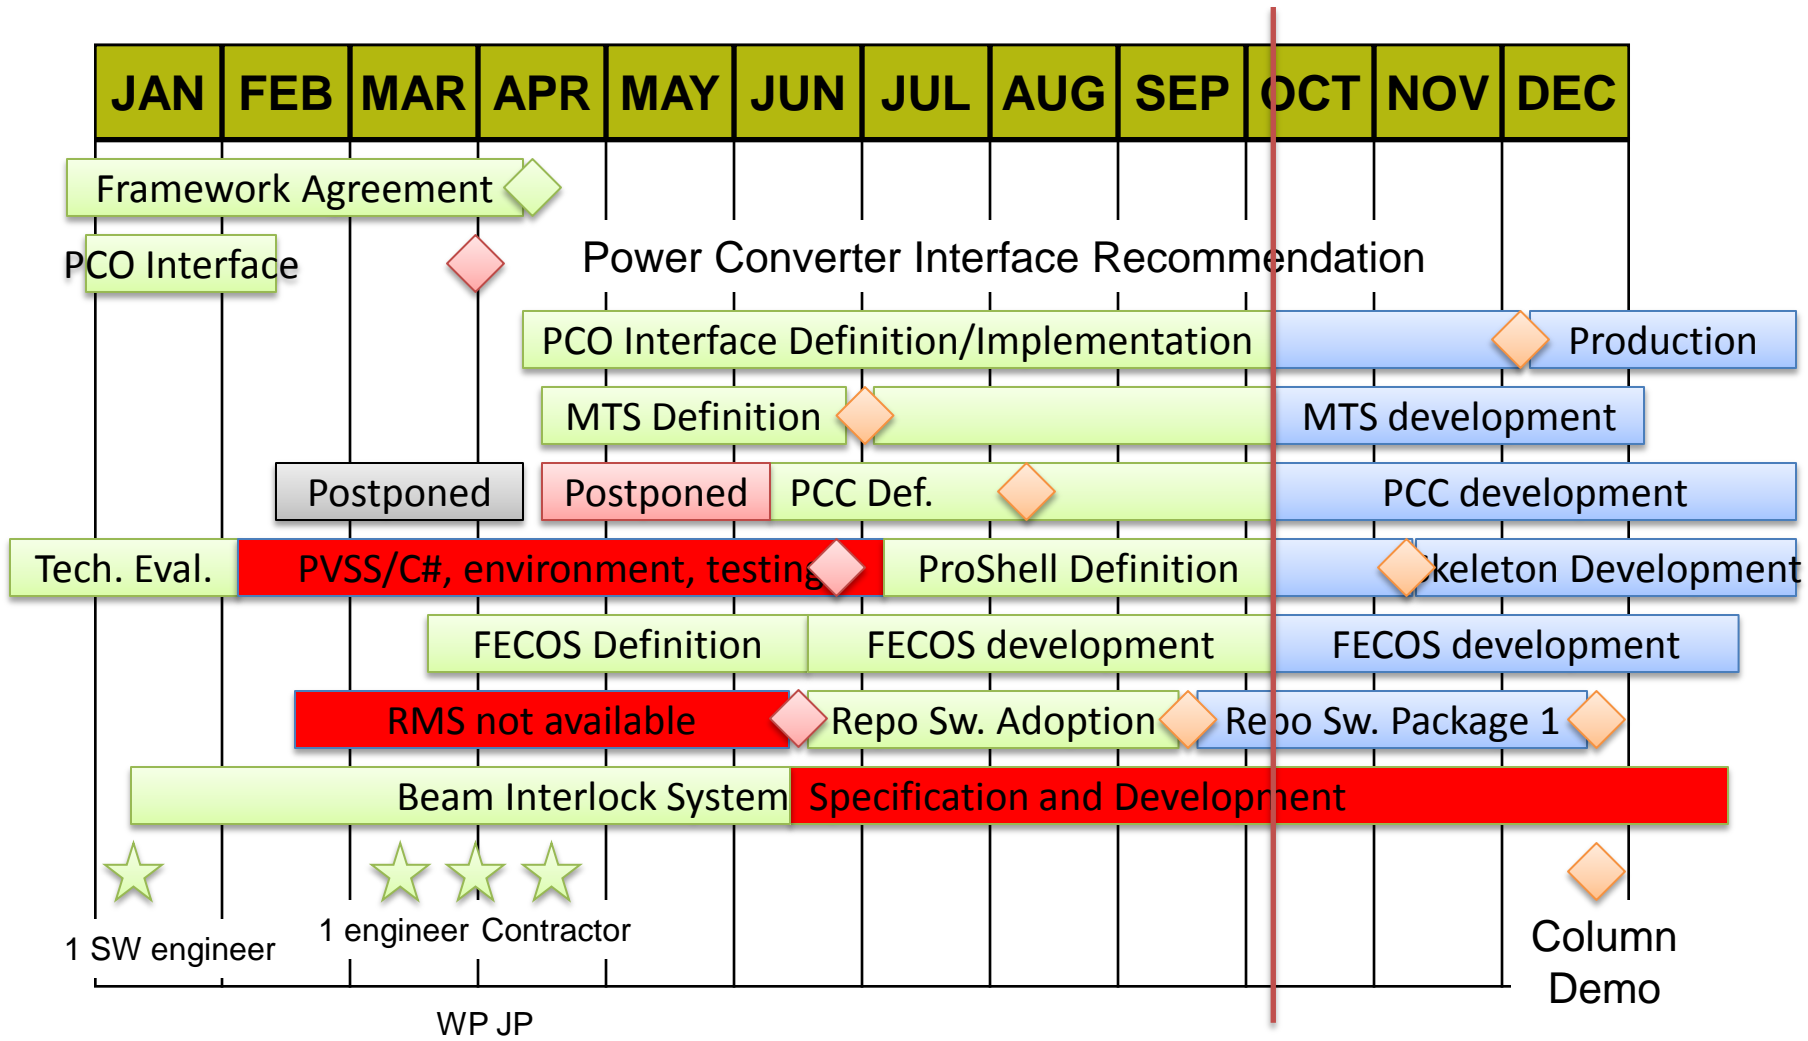 JAN FEB MAR APR MAY JUN JUL AUG SEP OCT NOV DEC
Framework Agreement
PCO Interface
Power Converter Interface Recommendation
PCO Interface Definition/Implementation
Production
MTS Definition
MTS development
Postponed
Postponed
PCC Def.
PCC development
Tech. Eval.
PVSS/C#, environment, testing
ProShell Definition
Skeleton Development
FECOS Definition
FECOS development
FECOS development
RMS not available
Repo Sw. Adoption
Repo Sw. Package 1
Beam Interlock System
Specification and Development
1 SW engineer
1 engineer
Contractor
Column
Demo
WP JP